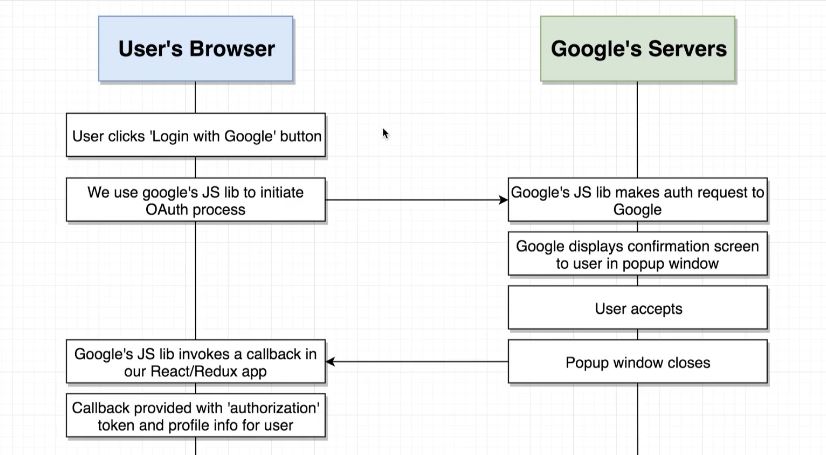 User's Browser
Google's Servers
User clicks 'Login with Google' button
We use google's JS lib to initiate
OAuth process
Google's JS lib makes auth request to
Google
Google displays confirmation screen
to user in popup window
User accepts
Popup window closes
Google's JS lib invokes a callback in
our React/Redux app
Callback provided with 'authorization'
token and profile info for user